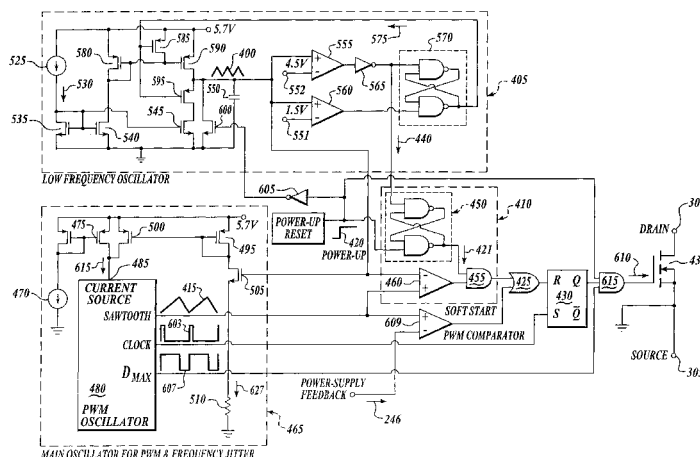 5.7V
585
575
570
525
580
590
400
4.5V
555
530
595
552
565
405
550
1.5V
560
535
540
545
600
551
440
LOW FREQUENCY OSCILLATOR
605
450
410
POWER-UP
RESET
420
POWER-UP
421
DRAIN
610
5.7V
475
500
495
615
485
415
505
460
455
425
R Q
430
S Q̅
615
470
CURRENT
SOURCE
SAWTOOTH
603
CLOCK
SOFT START
609
PWM COMPARATOR
DMAX
607
627
480
PWM
OSCILLATOR
510
POWER-SUPPLY
FEEDBACK
246
SOURCE
465
MAIN OSCILLATOR FOR PWM & FREQUENCY JITTER